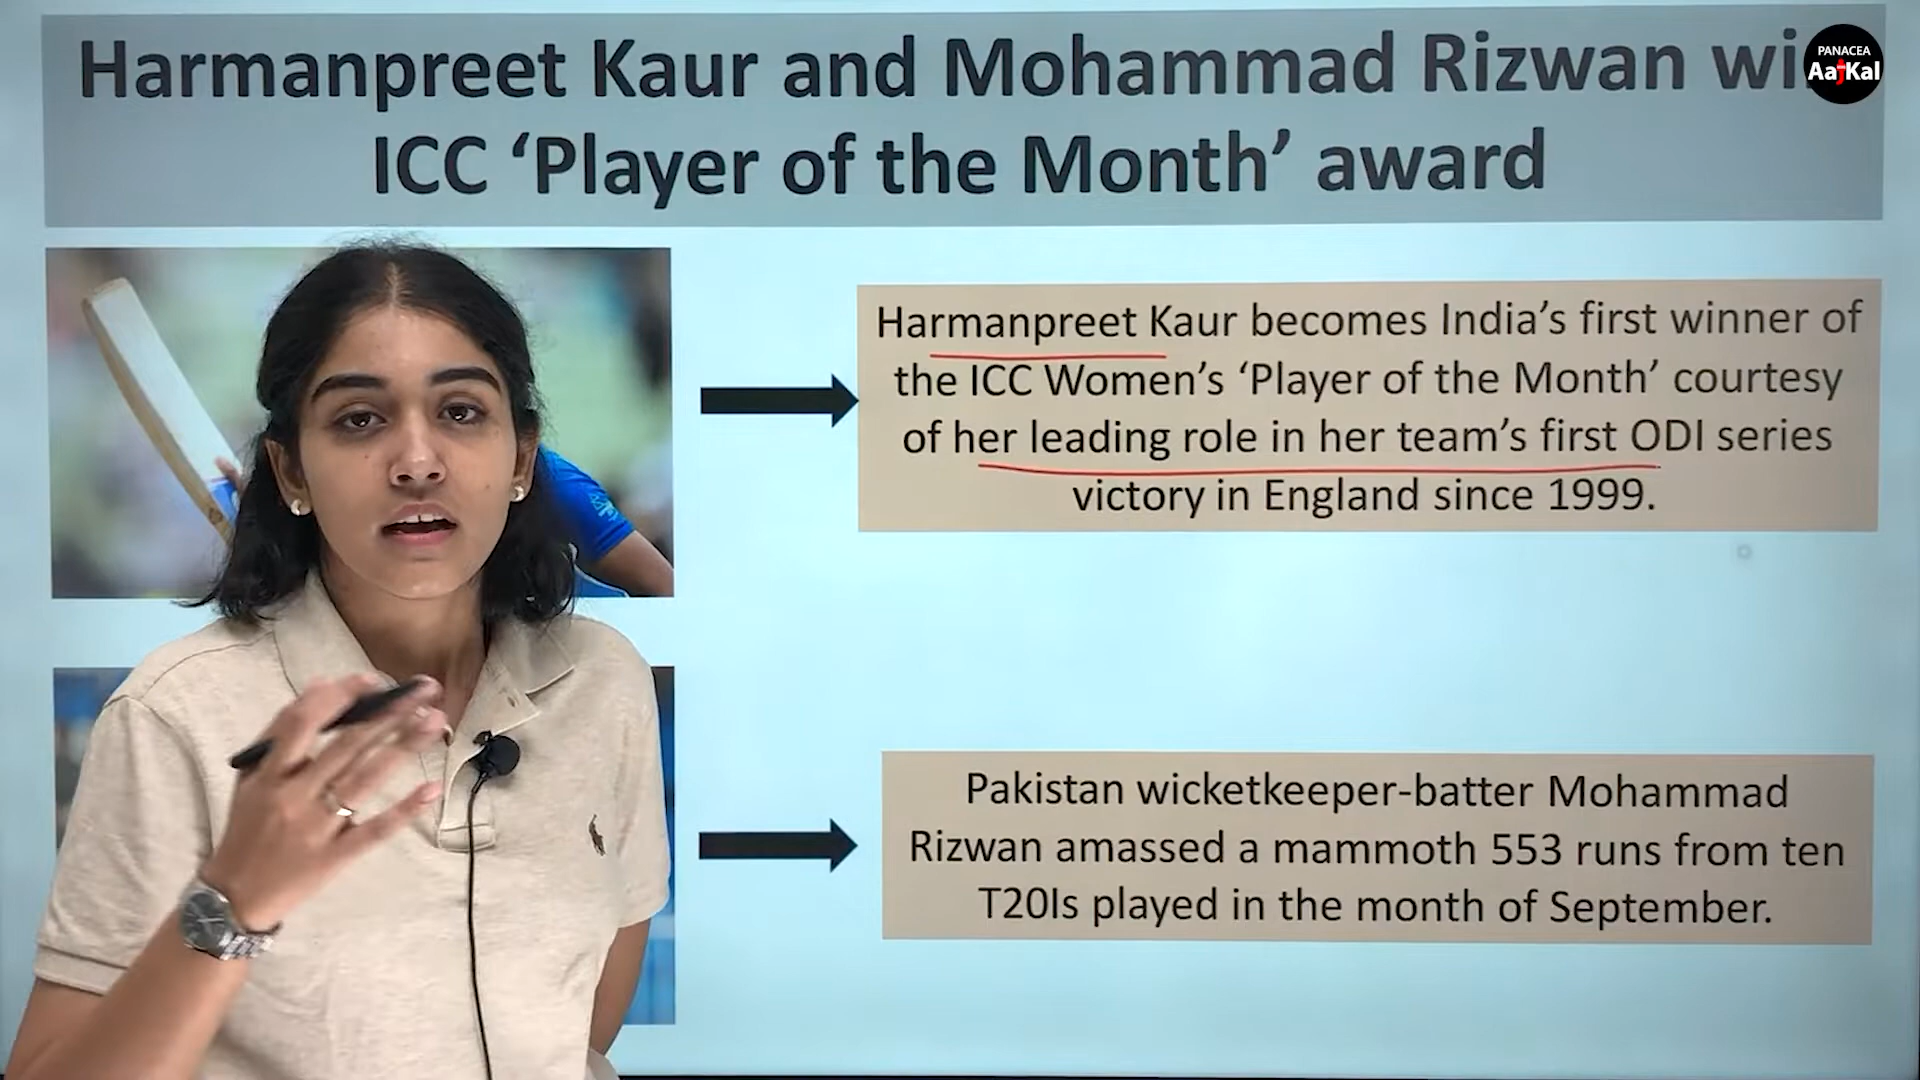 Harmanpreet Kaur and Mohammad Rizwan
ICC ‘Player of the Month’ award
PANACEA
AajKal
Harmanpreet Kaur becomes India’s first winner of
the ICC Women’s ‘Player of the Month’ courtesy
of her leading role in her team’s first ODI series
victory in England since 1999.
Pakistan wicketkeeper-batter Mohammad
Rizwan amassed a mammoth 553 runs from ten
T20Is played in the month of September.